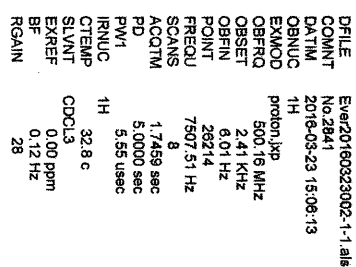 DFILE Ever20160323002-1-1.als
COMNT No.2841
DATIM 2016-03-23 15:06:13
OBNUC 1H
EXMOD proton.jxp
OBFRQ 500.16 MHz
OBSET 2.41 KHz
OBFIN 6.01 Hz
POINT 26214
FREQU 7507.51 Hz
SCANS 8
ACQTM 1.7459 sec
PD 5.0000 sec
PW1 5.55 usec
IRNUC 1H
CTEMP 32.8 c
SLVNT CDCL3
EXREF 0.00 ppm
BF 0.12 Hz
RGAIN 28